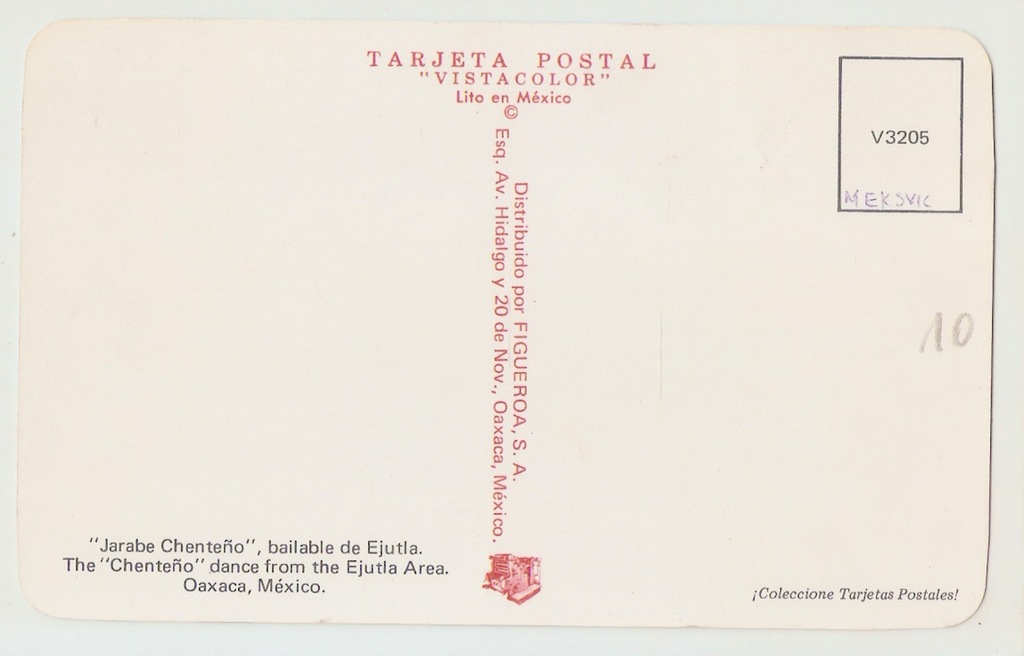 TARJETA POSTAL
"VISTACOLOR"
Lito en México
©
V3205
MEKSVIC
Distribuido por FIGUEROA, S. A.
Esq. Av. Hidalgo y 20 de Nov., Oaxaca, México.
10
"Jarabe Chenteño", bailable de Ejutla.
The "Chenteño" dance from the Ejutla Area.
Oaxaca, México.
¡Coleccione Tarjetas Postales!